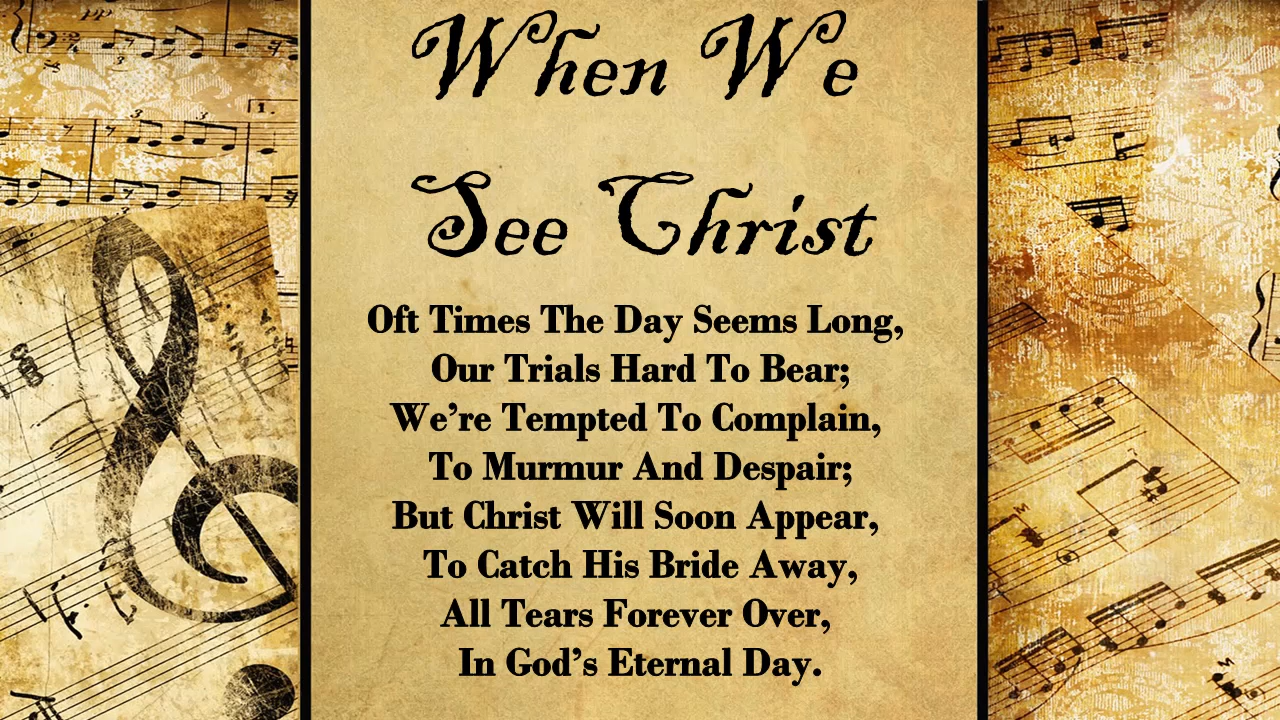 When We
See Christ
Oft Times The Day Seems Long,
Our Trials Hard To Bear;
We’re Tempted To Complain,
To Murmur And Despair;
But Christ Will Soon Appear,
To Catch His Bride Away,
All Tears Forever Over,
In God’s Eternal Day.